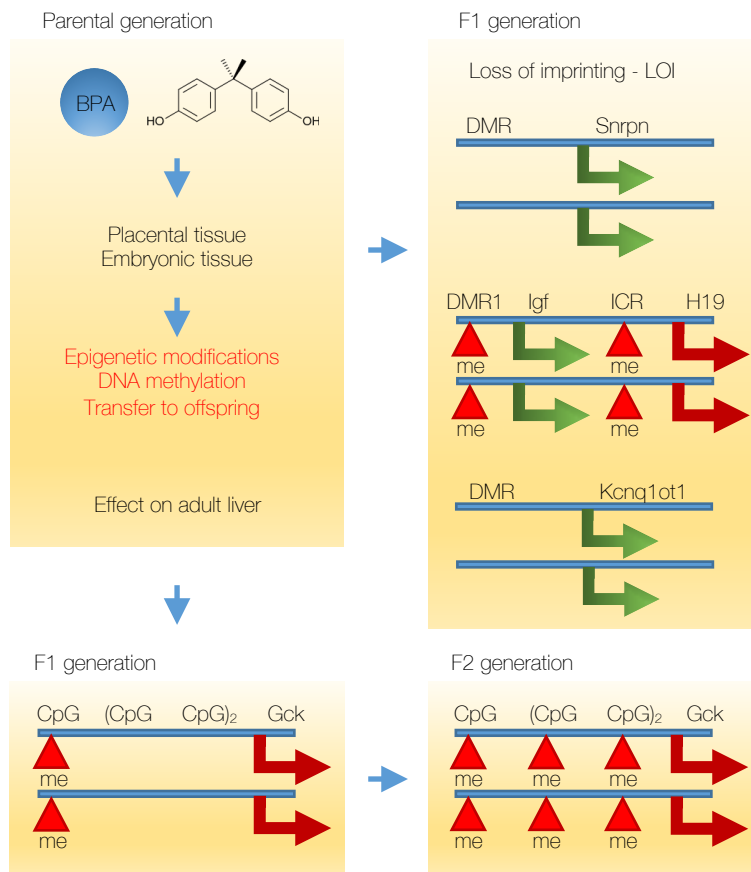 Parental generation
BPA
HO
OH
Placental tissue
Embryonic tissue
Epigenetic modifications
DNA methylation
Transfer to offspring
Effect on adult liver
F1 generation
Loss of imprinting - LOI
DMR Snrpn
DMR1 Igf ICR H19
me me
me me
DMR Kcnq1ot1
F1 generation
CpG (CpG CpG)₂ Gck
me
me
F2 generation
CpG (CpG CpG)₂ Gck
me me me
me me me